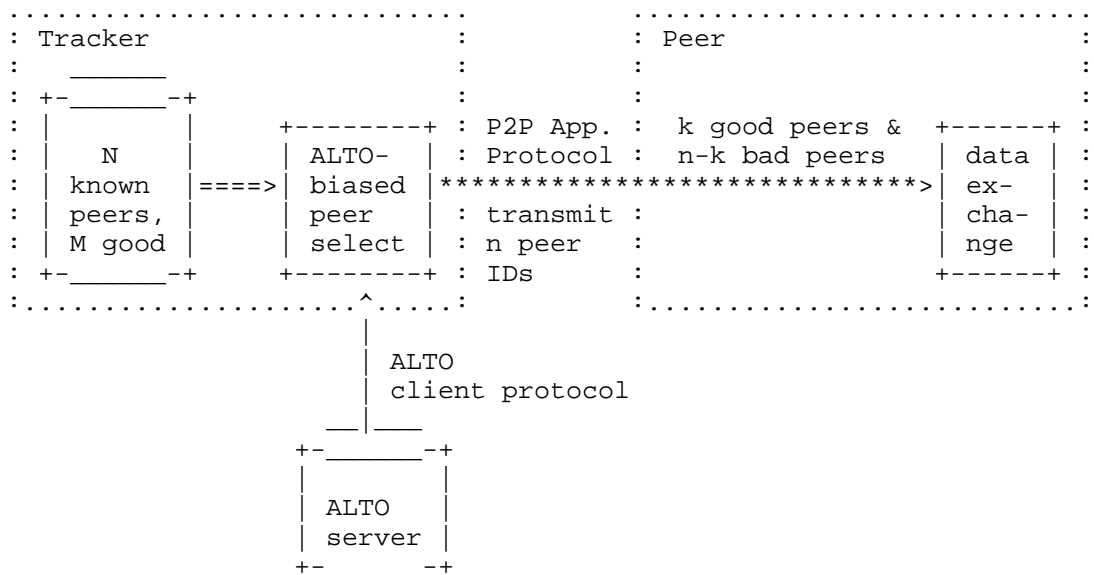 Tracker Peer
P2P App. k good peers &
N ALTO- Protocol n-k bad peers data
known ====> biased ******************************> ex-
peers, peer transmit cha-
M good select n peer nge
IDs
ALTO
client protocol
ALTO
server